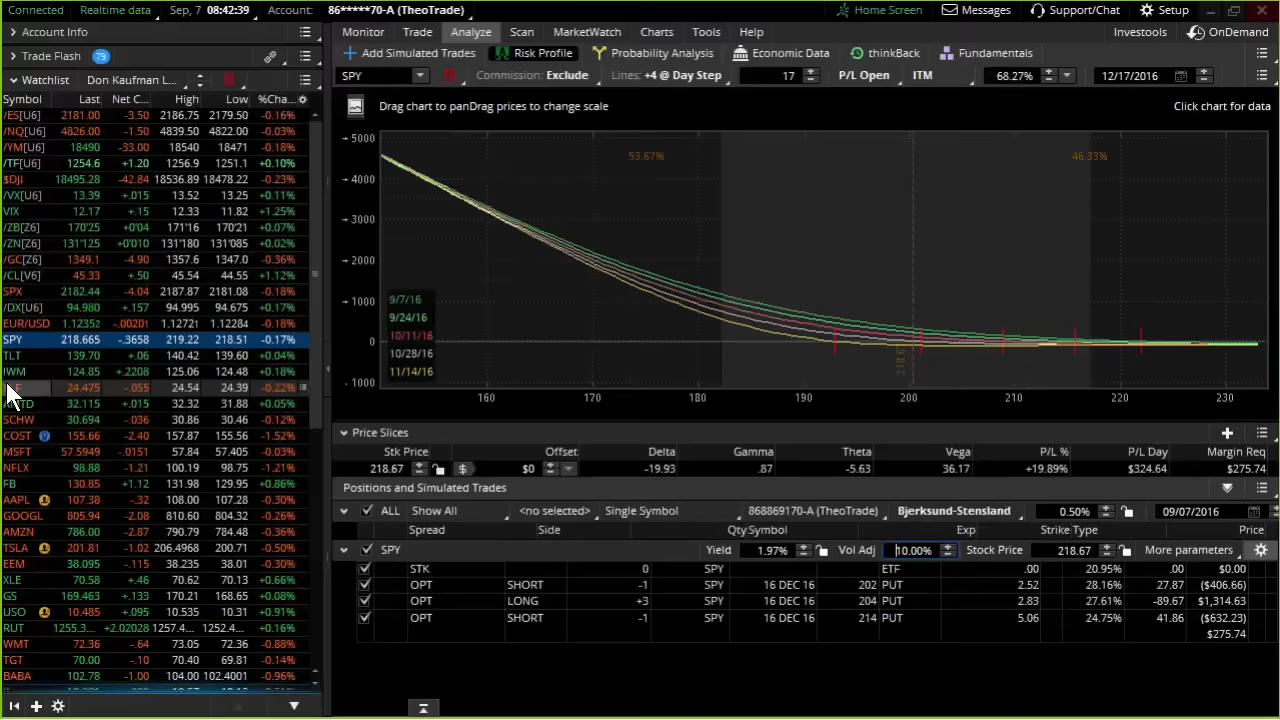 Connected Realtime data Sep, 7 08:42:39 Account: 86*****70-A (TheoTrade) Home Screen Messages Support/Chat Setup
Account Info
Trade Flash 79
Watchlist Don Kaufman L...
Symbol Last Net C... High Low %Cha...
/ES[U6] 2181.00 -3.50 2186.75 2179.50 -0.16%
/NQ[U6] 4826.00 -1.50 4839.50 4822.00 -0.03%
/YM[U6] 18490 -33.00 18540 18471 -0.18%
/TF[U6] 1254.6 +1.20 1256.9 1251.1 +0.10%
$DJI 18495.28 -42.84 18536.89 18478.22 -0.23%
/VX[U6] 13.39 +.015 13.52 13.25 +0.11%
VIX 12.17 +.15 12.33 11.82 +1.25%
/ZB[Z6] 170'25 +0'04 171'16 170'21 +0.07%
/ZN[Z6] 131'125 +0'010 131'180 131'085 +0.02%
/GC[Z6] 1349.1 -4.90 1357.6 1347.0 -0.36%
/CL[V6] 45.33 +.50 45.54 44.55 +1.12%
SPX 2182.44 -4.04 2187.87 2181.08 -0.18%
/DX[U6] 94.980 +.157 94.995 94.675 +0.17%
EUR/USD 1.12352 -.00201 1.12721 1.12284 -0.18%
SPY 218.665 -.3658 219.22 218.51 -0.17%
TLT 139.70 +.06 140.42 139.60 +0.04%
IWM 124.85 +.2208 125.06 124.48 +0.18%
24.475 -.055 24.54 24.39 -0.22%
32.115 +.015 32.32 31.88 +0.05%
SCHW 30.694 -.036 30.86 30.46 -0.12%
COST 155.66 -2.40 157.87 155.56 -1.52%
MSFT 57.5949 -.0151 57.84 57.405 -0.03%
NFLX 98.88 -1.21 100.19 98.75 -1.21%
FB 130.85 +1.12 131.98 129.95 +0.86%
AAPL 107.38 -.32 108.00 107.28 -0.30%
GOOGL 805.94 -2.08 810.60 804.32 -0.26%
AMZN 786.00 -2.87 790.79 784.48 -0.36%
TSLA 201.81 -1.02 206.4968 200.71 -0.50%
EEM 38.095 -.115 38.235 38.01 -0.30%
XLE 70.58 +.46 70.62 70.13 +0.66%
GS 169.463 +.133 170.21 168.65 +0.08%
USO 10.485 +.095 10.535 10.31 +0.91%
RUT 1255.3... +2.02028 1257.4... 1252.4... +0.16%
WMT 72.36 -.64 73.05 72.36 -0.88%
TGT 70.00 -.10 70.40 69.81 -0.14%
BABA 102.78 -1.00 104.00 102.4001 -0.96%
Monitor Trade Analyze Scan MarketWatch Charts Tools Help Investools OnDemand
Add Simulated Trades Risk Profile Probability Analysis Economic Data thinkBack Fundamentals
SPY Commission: Exclude Lines: +4 @ Day Step 17 P/L Open ITM 68.27% 12/17/2016
Drag chart to panDrag prices to change scale Click chart for data
53.67% 46.33%
5000
4000
3000
2000
1000
0
1000
9/7/16
9/24/16
10/11/16
10/28/16
11/14/16
160 170 180 190 200 210 220 230
Price Slices
Stk Price Offset Delta Gamma Theta Vega P/L % P/L Day Margin Req
218.67 $ $0 -19.93 .87 -5.63 36.17 +19.89% $324.64 $275.74
Positions and Simulated Trades
ALL Show All <no selected> Single Symbol 868869170-A (TheoTrade) Bjerksund-Stensland 0.50% 09/07/2016
Spread Side Qty Symbol Exp Strike Type Price
SPY Yield 1.97% Vol Adj 10.00% Stock Price 218.67 More parameters
STK 0 SPY ETF .00 20.95% .00 $0.00
OPT SHORT -1 SPY 16 DEC 16 202 PUT 2.52 28.16% 27.87 ($406.66)
OPT LONG +3 SPY 16 DEC 16 204 PUT 2.83 27.61% -89.67 $1,314.63
OPT SHORT -1 SPY 16 DEC 16 214 PUT 5.06 24.75% 41.86 ($632.23)
$275.74